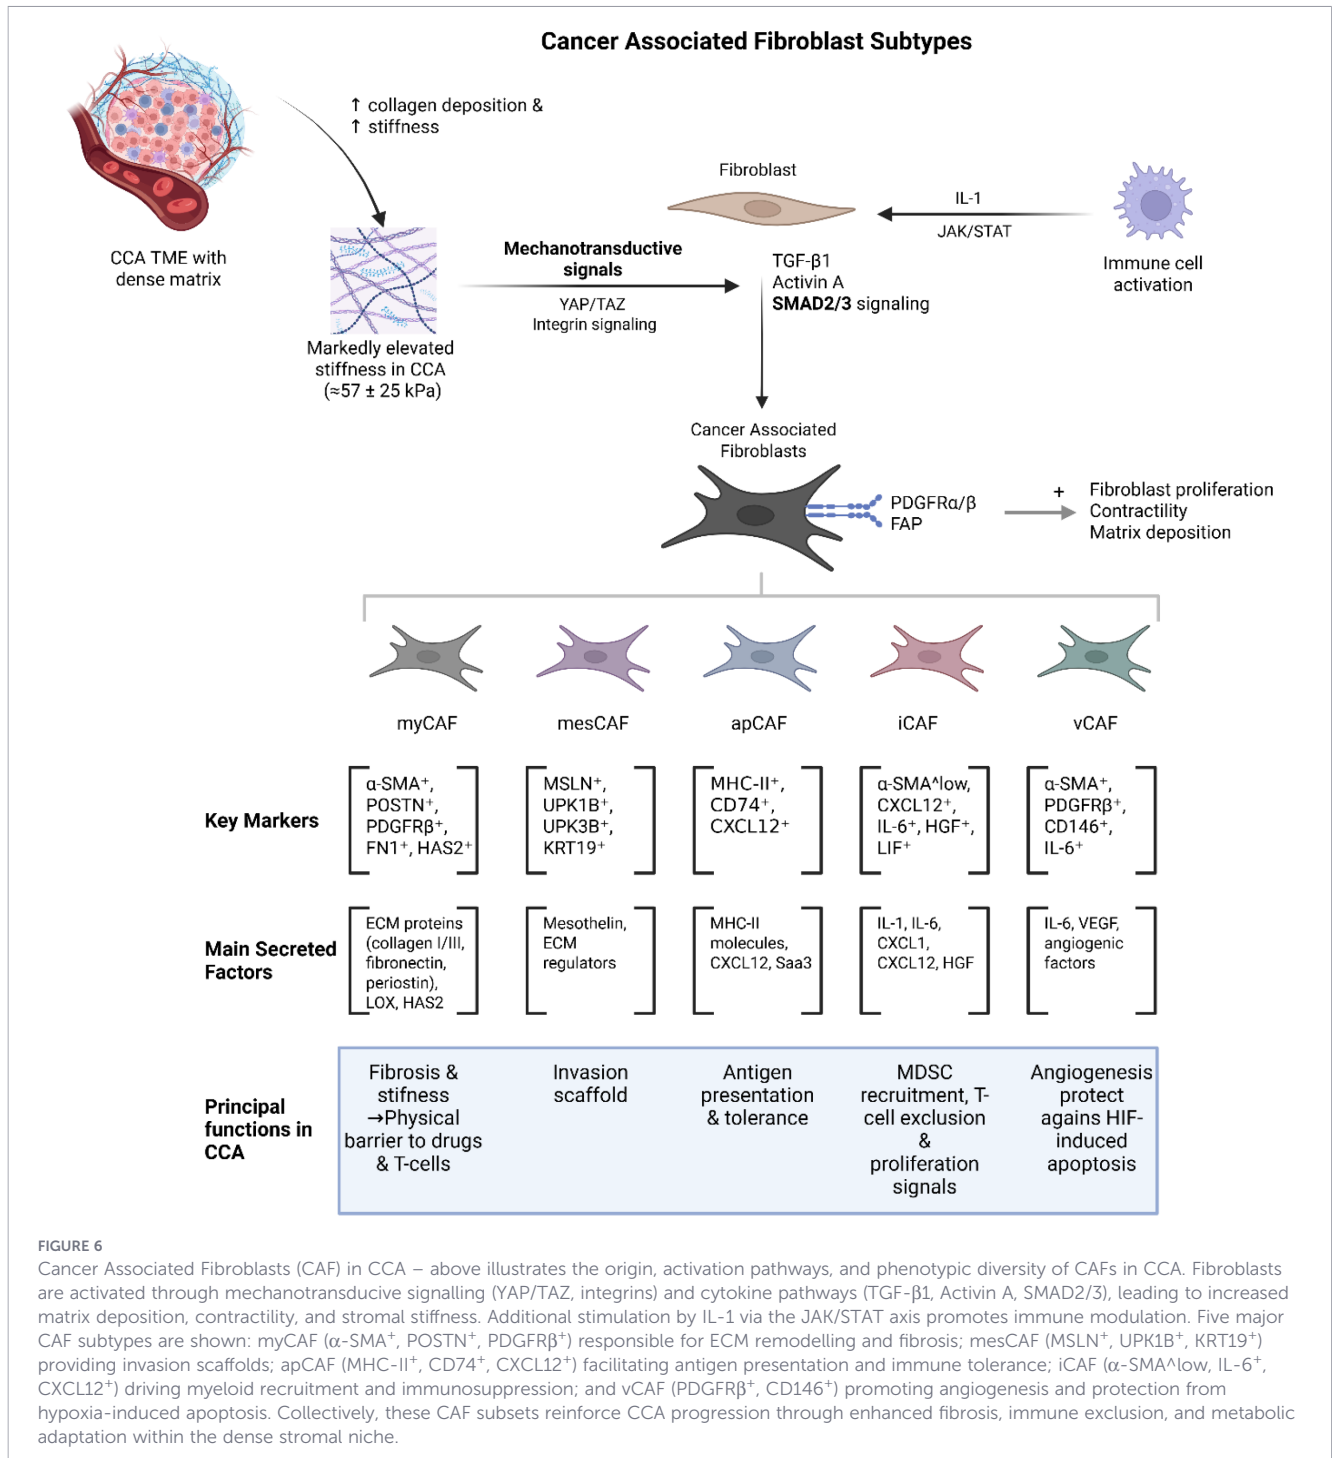 Cancer Associated Fibroblast Subtypes
↑ collagen deposition &
↑ stiffness
CCA TME with
dense matrix
Fibroblast
IL-1
JAK/STAT
Immune cell
activation
Mechanotransductive
signals
YAP/TAZ
Integrin signaling
TGF-β1
Activin A
SMAD2/3 signaling
Markedly elevated
stiffness in CCA
(≈57 ± 25 kPa)
Cancer Associated
Fibroblasts
PDGFRα/β
FAP
+
Fibroblast proliferation
Contractility
Matrix deposition
myCAF
mesCAF
apCAF
iCAF
vCAF
Key Markers
α-SMA⁺,
POSTN⁺,
PDGFRβ⁺,
FN1⁺, HAS2⁺
MSLN⁺,
UPK1B⁺,
UPK3B⁺,
KRT19⁺
MHC-II⁺,
CD74⁺,
CXCL12⁺
α-SMA^low,
CXCL12⁺,
IL-6⁺, HGF⁺,
LIF⁺
α-SMA⁺,
PDGFRβ⁺,
CD146⁺,
IL-6⁺
Main Secreted
Factors
ECM proteins
(collagen I/III,
fibronectin,
periostin),
LOX, HAS2
Mesothelin,
ECM
regulators
MHC-II
molecules,
CXCL12, Saa3
IL-1, IL-6,
CXCL1,
CXCL12, HGF
IL-6, VEGF,
angiogenic
factors
Principal
functions in
CCA
Fibrosis &
stifness
→Physical
barrier to drugs
& T-cells
Invasion
scaffold
Antigen
presentation
& tolerance
MDSC
recruitment, T-
cell exclusion
&
proliferation
signals
Angiogenesis
protect
agains HIF-
induced
apoptosis
FIGURE 6
Cancer Associated Fibroblasts (CAF) in CCA – above illustrates the origin, activation pathways, and phenotypic diversity of CAFs in CCA. Fibroblasts
are activated through mechanotransducive signalling (YAP/TAZ, integrins) and cytokine pathways (TGF-β1, Activin A, SMAD2/3), leading to increased
matrix deposition, contractility, and stromal stiffness. Additional stimulation by IL-1 via the JAK/STAT axis promotes immune modulation. Five major
CAF subtypes are shown: myCAF (α-SMA⁺, POSTN⁺, PDGFRβ⁺) responsible for ECM remodelling and fibrosis; mesCAF (MSLN⁺, UPK1B⁺, KRT19⁺)
providing invasion scaffolds; apCAF (MHC-II⁺, CD74⁺, CXCL12⁺) facilitating antigen presentation and immune tolerance; iCAF (α-SMA^low, IL-6⁺,
CXCL12⁺) driving myeloid recruitment and immunosuppression; and vCAF (PDGFRβ⁺, CD146⁺) promoting angiogenesis and protection from
hypoxia-induced apoptosis. Collectively, these CAF subsets reinforce CCA progression through enhanced fibrosis, immune exclusion, and metabolic
adaptation within the dense stromal niche.